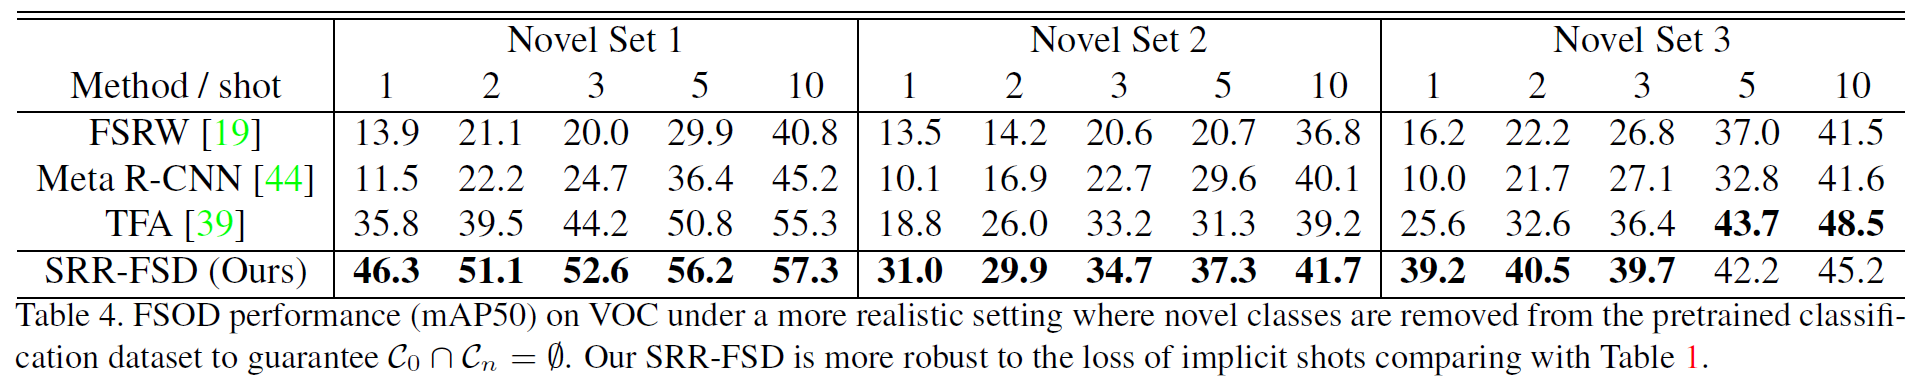 Novel Set 1 Novel Set 2 Novel Set 3
Method / shot 1 2 3 5 10 1 2 3 5 10 1 2 3 5 10
FSRW [19] 13.9 21.1 20.0 29.9 40.8 13.5 14.2 20.6 20.7 36.8 16.2 22.2 26.8 37.0 41.5
Meta R-CNN [44] 11.5 22.2 24.7 36.4 45.2 10.1 16.9 22.7 29.6 40.1 10.0 21.7 27.1 32.8 41.6
TFA [39] 35.8 39.5 44.2 50.8 55.3 18.8 26.0 33.2 31.3 39.2 25.6 32.6 36.4 43.7 48.5
SRR-FSD (Ours) 46.3 51.1 52.6 56.2 57.3 31.0 29.9 34.7 37.3 41.7 39.2 40.5 39.7 42.2 45.2
Table 4. FSOD performance (mAP50) on VOC under a more realistic setting where novel classes are removed from the pretrained classifi-
cation dataset to guarantee C₀ ∩ Cₙ = ∅. Our SRR-FSD is more robust to the loss of implicit shots comparing with Table 1.